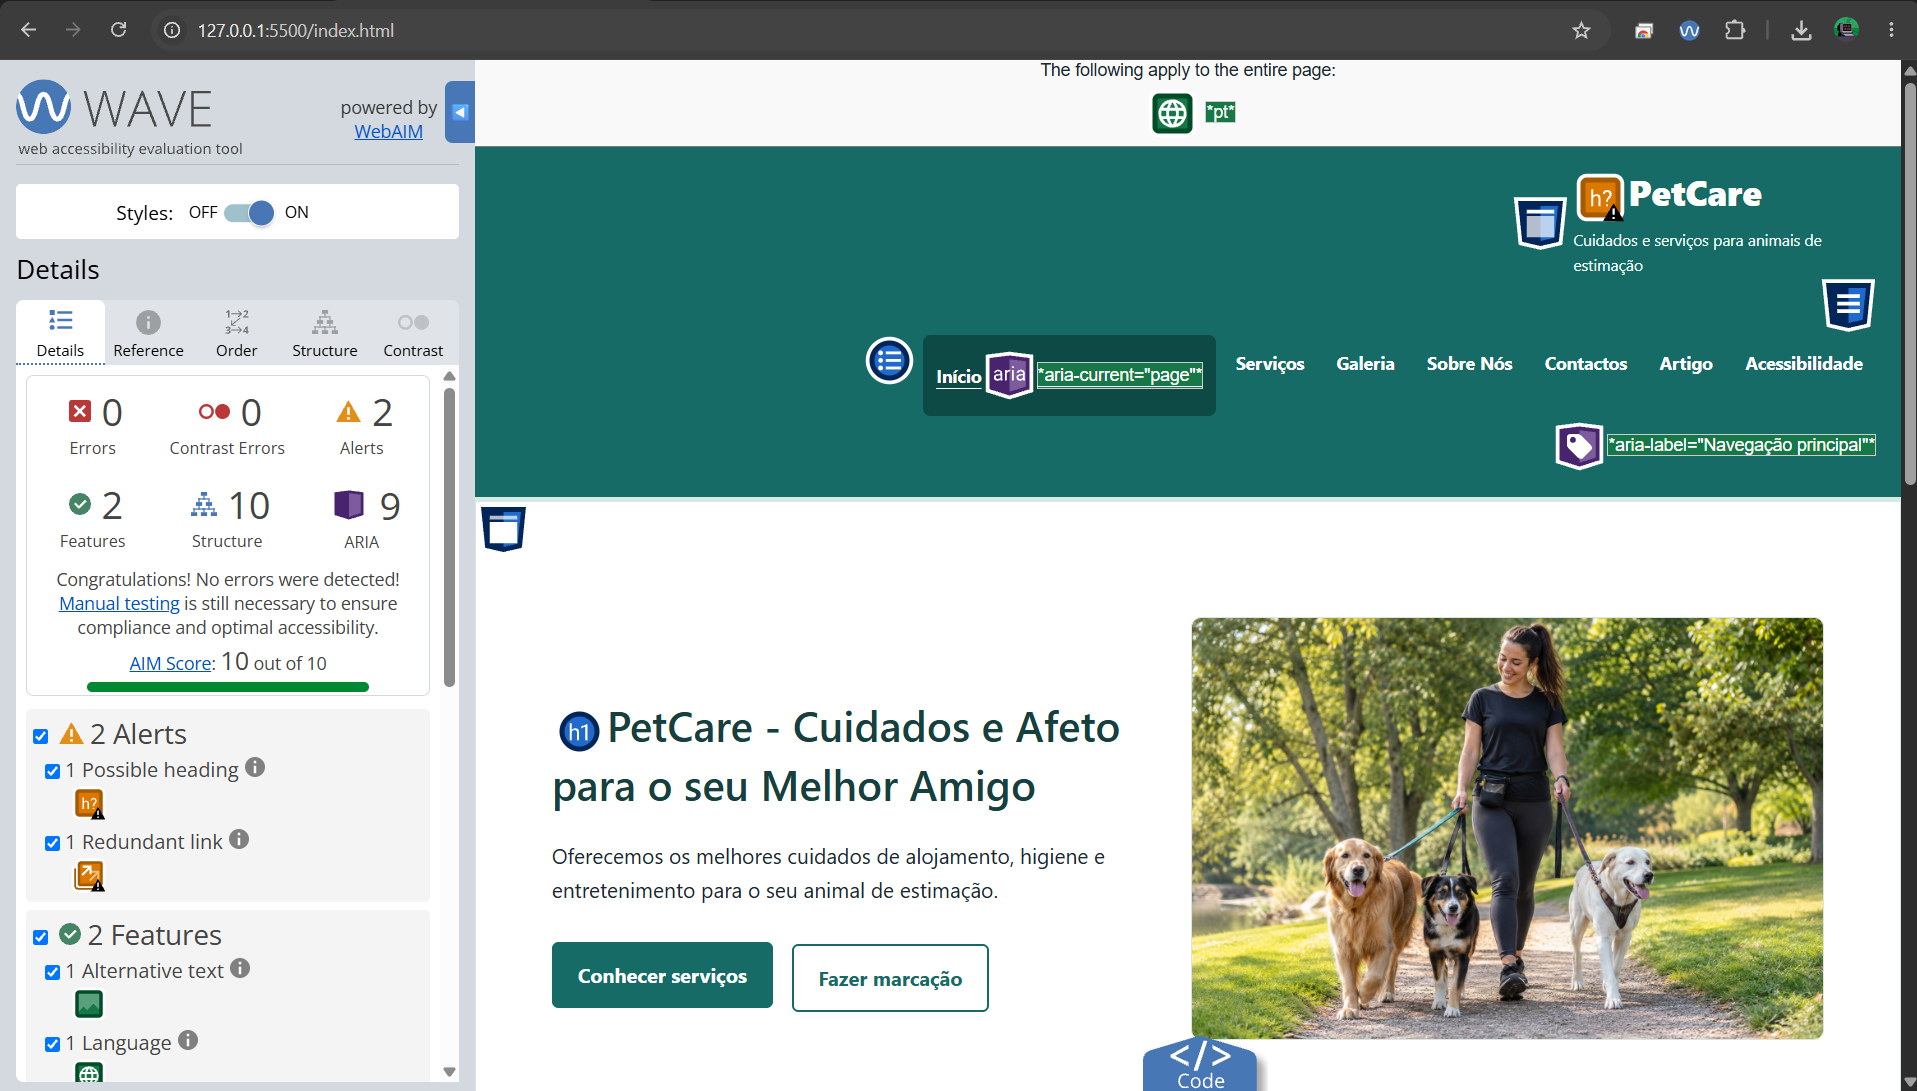 127.0.0.1:5500/index.html
WAVE
powered by
WebAIM
web accessibility evaluation tool
Styles: OFF ON
Details
Details Reference Order Structure Contrast
0 0 2
Errors Contrast Errors Alerts
2 10 9
Features Structure ARIA
Congratulations! No errors were detected!
Manual testing is still necessary to ensure
compliance and optimal accessibility.
AIM Score: 10 out of 10
2 Alerts
1 Possible heading
h?
1 Redundant link
2 Features
1 Alternative text
1 Language
The following apply to the entire page:
*pt*
h? PetCare
Cuidados e serviços para animais de
estimação
Início aria *aria-current="page"* Serviços Galeria Sobre Nós Contactos Artigo Acessibilidade
*aria-label="Navegação principal"*
h1 PetCare - Cuidados e Afeto
para o seu Melhor Amigo
Oferecemos os melhores cuidados de alojamento, higiene e
entretenimento para o seu animal de estimação.
Conhecer serviços Fazer marcação
</>
Code